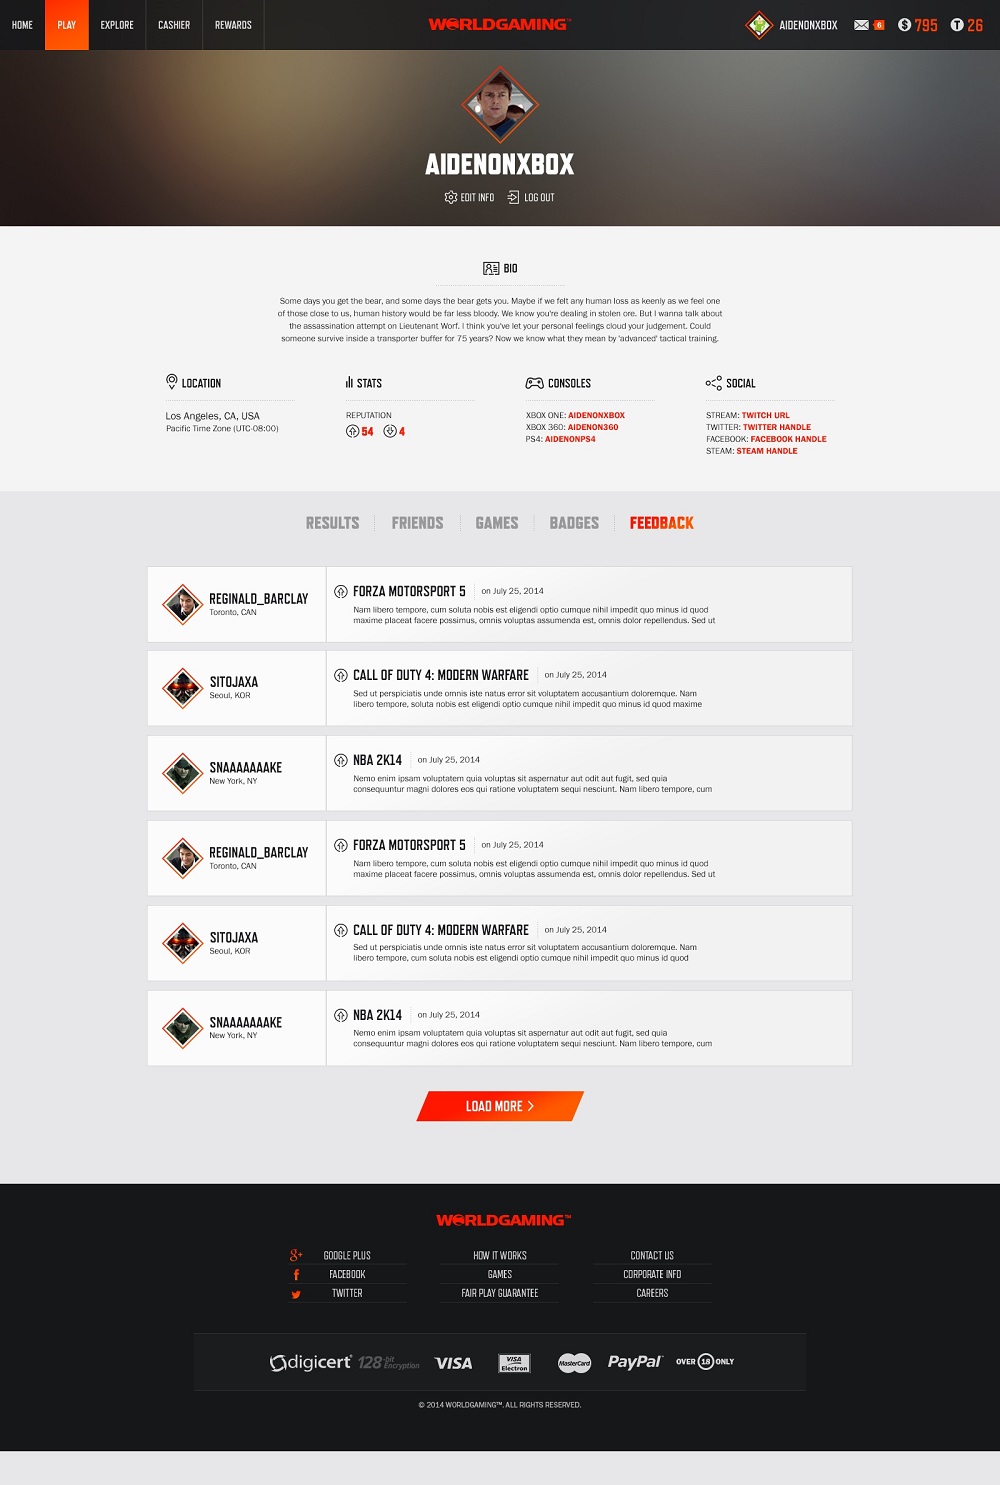 HOME PLAY EXPLORE CASHIER REWARDS WORLDGAMING™ AIDENONXBOX 6 $ 795 T 26
AIDENONXBOX
EDIT INFO LOG OUT
BIO
Some days you get the bear, and some days the bear gets you. Maybe if we felt any human loss as keenly as we feel one
of those close to us, human history would be far less bloody. We know you're dealing in stolen ore. But I wanna talk about
the assassination attempt on Lieutenant Worf. I think you've let your personal feelings cloud your judgement. Could
someone survive inside a transporter buffer for 75 years? Now we know what they mean by 'advanced' tactical training.
LOCATION
Los Angeles, CA, USA
Pacific Time Zone (UTC-08:00)
STATS
REPUTATION
54 4
CONSOLES
XBOX ONE: AIDENONXBOX
XBOX 360: AIDENON360
PS4: AIDENONPS4
SOCIAL
STREAM: TWITCH URL
TWITTER: TWITTER HANDLE
FACEBOOK: FACEBOOK HANDLE
STEAM: STEAM HANDLE
RESULTS FRIENDS GAMES BADGES FEEDBACK
REGINALD_BARCLAY
Toronto, CAN
FORZA MOTORSPORT 5 on July 25, 2014
Nam libero tempore, cum soluta nobis est eligendi optio cumque nihil impedit quo minus id quod
maxime placeat facere possimus, omnis voluptas assumenda est, omnis dolor repellendus. Sed ut
SITOJAXA
Seoul, KOR
CALL OF DUTY 4: MODERN WARFARE on July 25, 2014
Sed ut perspiciatis unde omnis iste natus error sit voluptatem accusantium doloremque. Nam
libero tempore, soluta nobis est eligendi optio cumque nihil impedit quo minus id quod maxime
SNAAAAAAKE
New York, NY
NBA 2K14 on July 25, 2014
Nemo enim ipsam voluptatem quia voluptas sit aspernatur aut odit aut fugit, sed quia
consequuntur magni dolores eos qui ratione voluptatem sequi nesciunt. Nam libero tempore, cum
REGINALD_BARCLAY
Toronto, CAN
FORZA MOTORSPORT 5 on July 25, 2014
Nam libero tempore, cum soluta nobis est eligendi optio cumque nihil impedit quo minus id quod
maxime placeat facere possimus, omnis voluptas assumenda est, omnis dolor repellendus. Sed ut
SITOJAXA
Seoul, KOR
CALL OF DUTY 4: MODERN WARFARE on July 25, 2014
Sed ut perspiciatis unde omnis iste natus error sit voluptatem accusantium doloremque. Nam
libero tempore, cum soluta nobis est eligendi optio cumque nihil impedit quo minus id quod
SNAAAAAAKE
New York, NY
NBA 2K14 on July 25, 2014
Nemo enim ipsam voluptatem quia voluptas sit aspernatur aut odit aut fugit, sed quia
consequuntur magni dolores eos qui ratione voluptatem sequi nesciunt. Nam libero tempore, cum
LOAD MORE
WORLDGAMING™
g+ GOOGLE PLUS HOW IT WORKS CONTACT US
f FACEBOOK GAMES CORPORATE INFO
TWITTER FAIR PLAY GUARANTEE CAREERS
digicert® 128-bit Encryption VISA VISA Electron MasterCard PayPal OVER 18 ONLY
© 2014 WORLDGAMING™. ALL RIGHTS RESERVED.